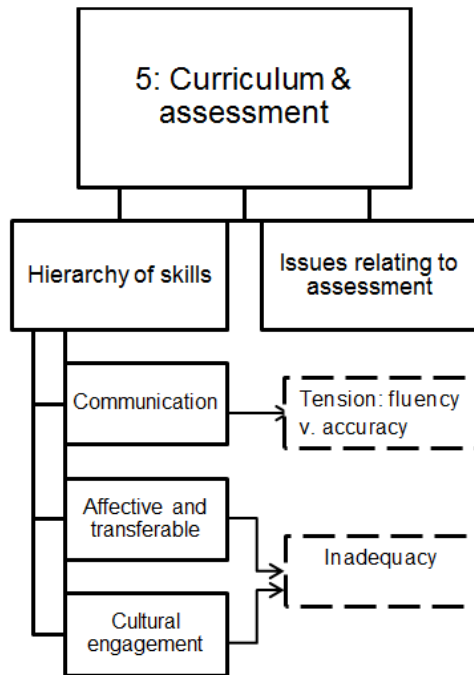 5: Curriculum &
assessment
Hierarchy of skills
Issues relating to
assessment
Communication
Tension: fluency
v. accuracy
Affective and
transferable
Inadequacy
Cultural
engagement